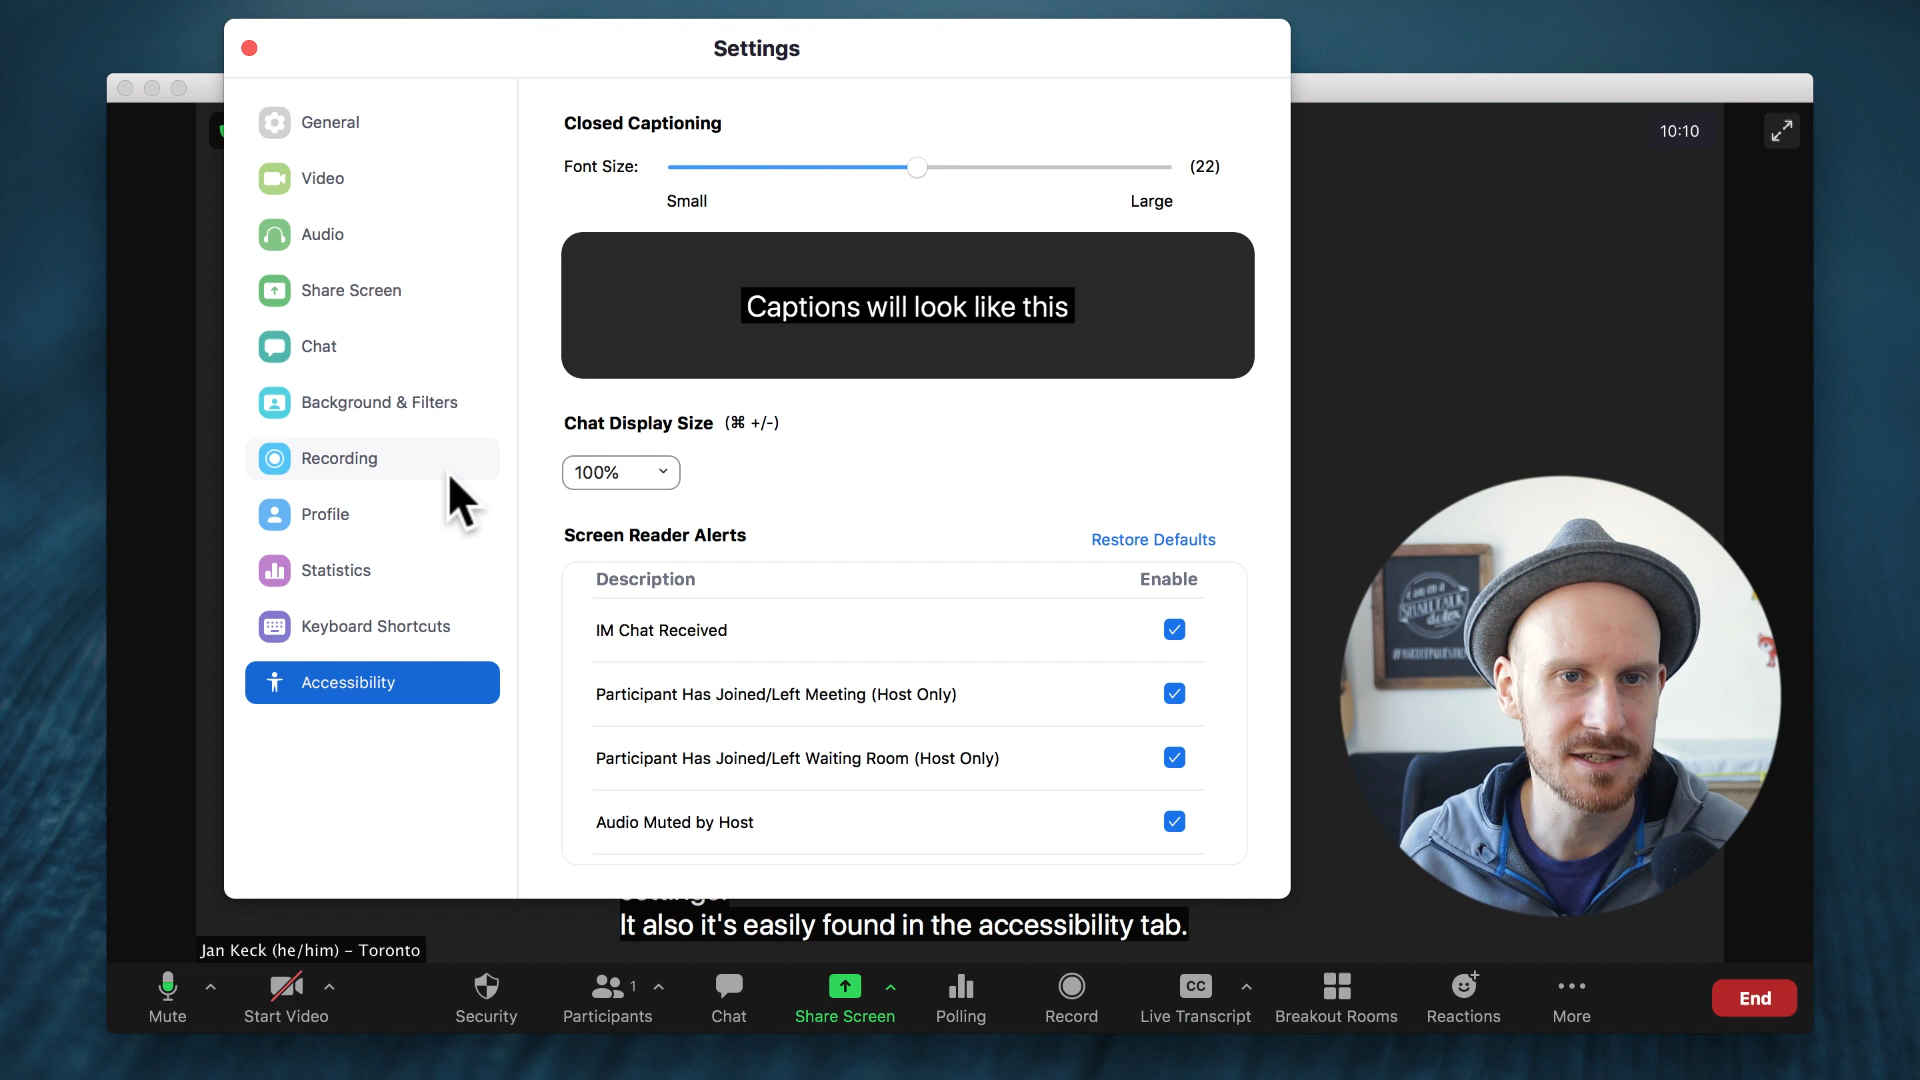 Settings
10:10
General
Video
Audio
Share Screen
Chat
Background & Filters
Recording
Profile
Statistics
Keyboard Shortcuts
Accessibility
Closed Captioning
Font Size:
(22)
Small
Large
Captions will look like this
Chat Display Size (⌘ +/-)
100%
Screen Reader Alerts
Restore Defaults
Description
Enable
IM Chat Received
Participant Has Joined/Left Meeting (Host Only)
Participant Has Joined/Left Waiting Room (Host Only)
Audio Muted by Host
SMALL TALK
It also it's easily found in the accessibility tab.
Jan Keck (he/him) – Toronto
Mute
Start Video
Security
1
Participants
Chat
Share Screen
Polling
Record
CC
Live Transcript
Breakout Rooms
Reactions
More
End